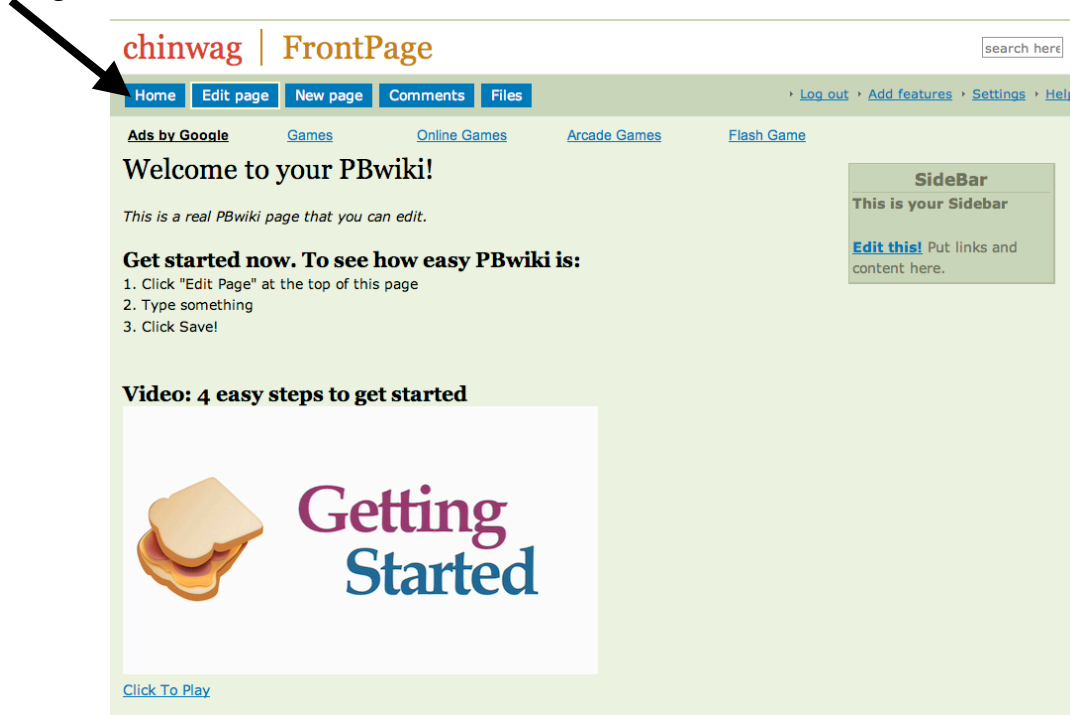 chinwag | FrontPage
search here
Home Edit page New page Comments Files
Log out Add features Settings Help
Ads by Google Games Online Games Arcade Games Flash Game
Welcome to your PBwiki!
This is a real PBwiki page that you can edit.
Get started now. To see how easy PBwiki is:
1. Click "Edit Page" at the top of this page
2. Type something
3. Click Save!
Video: 4 easy steps to get started
Getting
Started
Click To Play
SideBar
This is your Sidebar
Edit this! Put links and
content here.